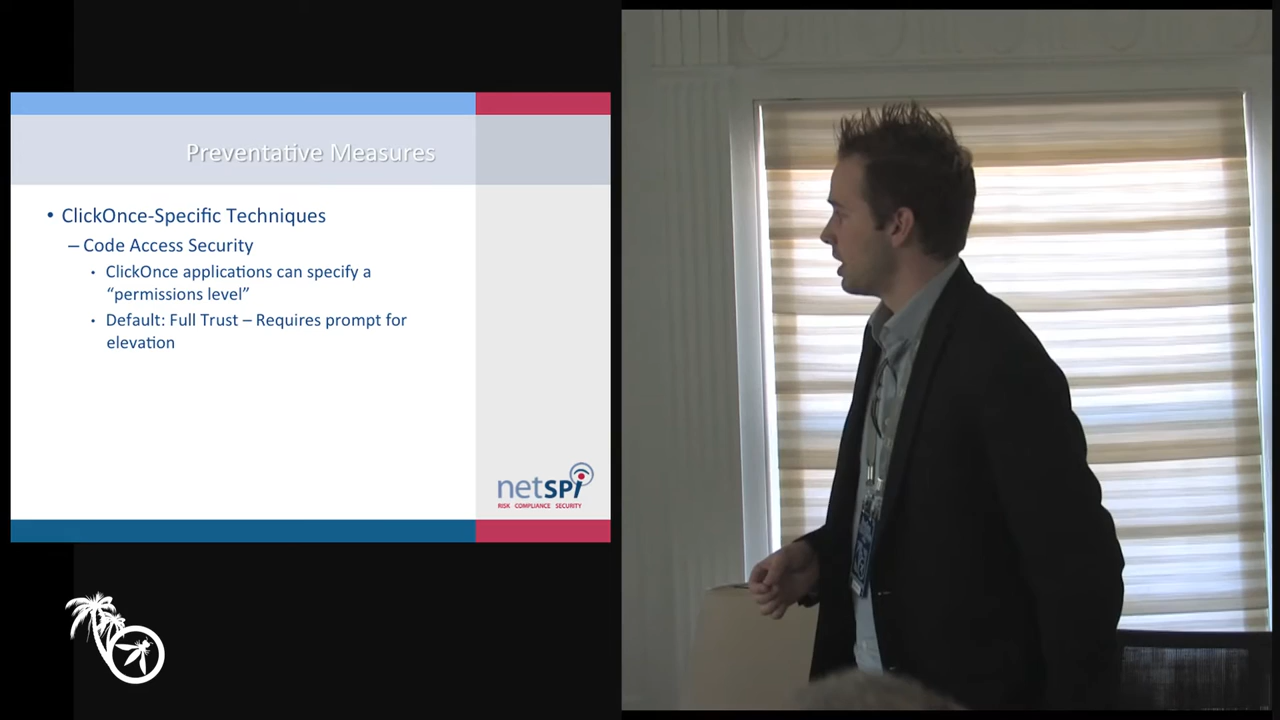 Preventative Measures
• ClickOnce-Specific Techniques
– Code Access Security
• ClickOnce applications can specify a
“permissions level”
• Default: Full Trust – Requires prompt for
elevation
netSPI
RISK COMPLIANCE SECURITY